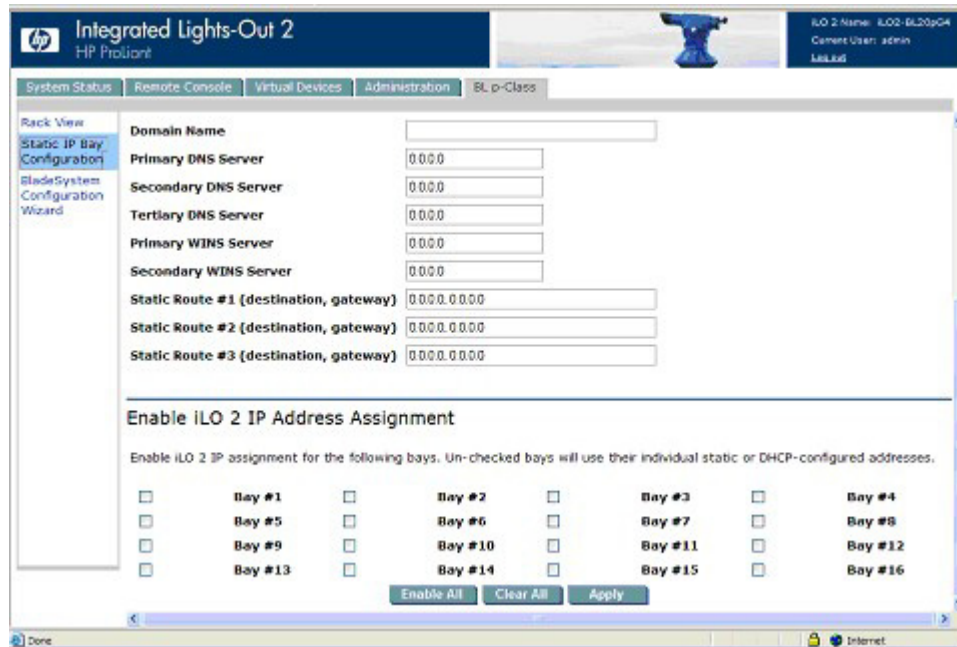 hp
Integrated Lights-Out 2
HP ProLiant
iLO 2 Name: iLO2-BL20pG4
Current User: admin
Log out
System Status Remote Console Virtual Devices Administration BL p-Class
Rack View
Static IP Bay
Configuration
BladeSystem
Configuration
Wizard
Domain Name
Primary DNS Server 0.0.0.0
Secondary DNS Server 0.0.0.0
Tertiary DNS Server 0.0.0.0
Primary WINS Server 0.0.0.0
Secondary WINS Server 0.0.0.0
Static Route #1 (destination, gateway) 0.0.0.0, 0.0.0.0
Static Route #2 (destination, gateway) 0.0.0.0, 0.0.0.0
Static Route #3 (destination, gateway) 0.0.0.0, 0.0.0.0
Enable iLO 2 IP Address Assignment
Enable iLO 2 IP assignment for the following bays. Un-checked bays will use their individual static or DHCP-configured addresses.
Bay #1 Bay #2 Bay #3 Bay #4
Bay #5 Bay #6 Bay #7 Bay #8
Bay #9 Bay #10 Bay #11 Bay #12
Bay #13 Bay #14 Bay #15 Bay #16
Enable All Clear All Apply
Done Internet